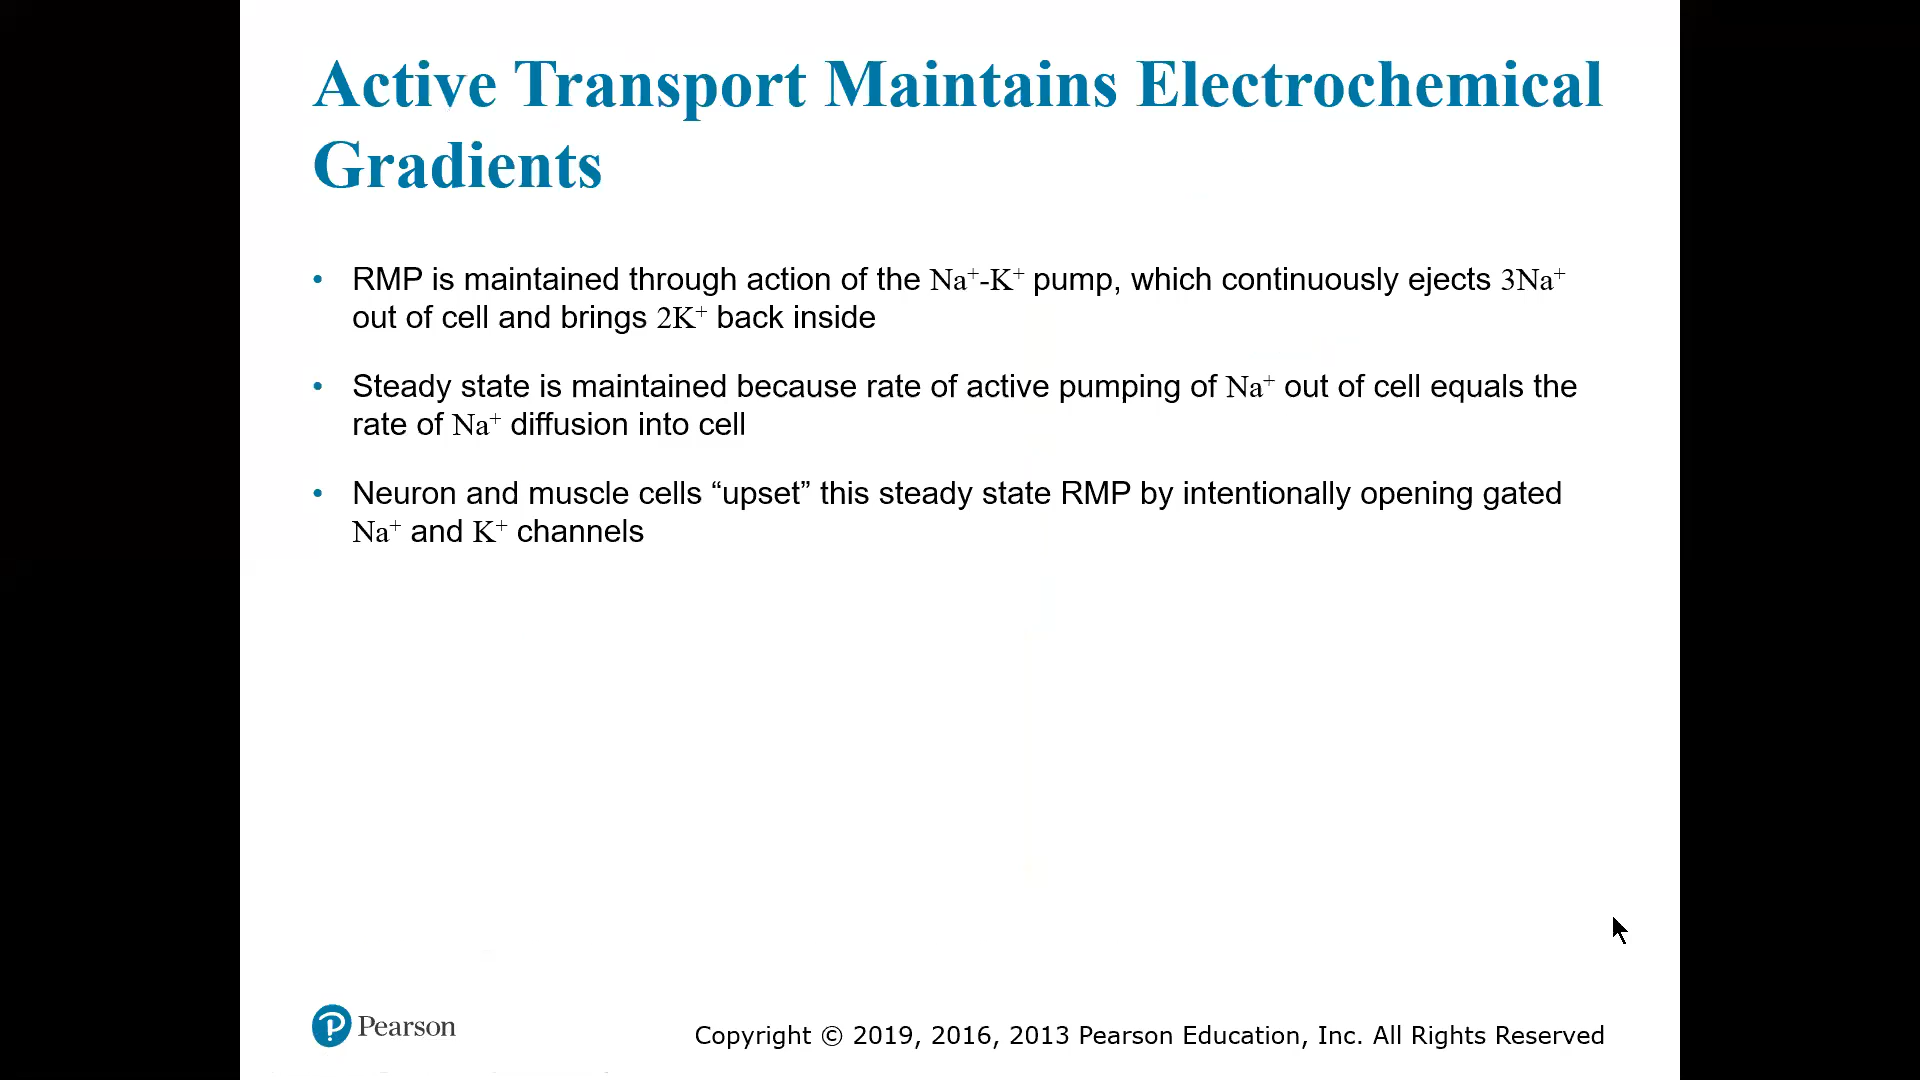 Active Transport Maintains Electrochemical
Gradients
• RMP is maintained through action of the Na⁺-K⁺ pump, which continuously ejects 3Na⁺
out of cell and brings 2K⁺ back inside
• Steady state is maintained because rate of active pumping of Na⁺ out of cell equals the
rate of Na⁺ diffusion into cell
• Neuron and muscle cells “upset” this steady state RMP by intentionally opening gated
Na⁺ and K⁺ channels
Pearson
Copyright © 2019, 2016, 2013 Pearson Education, Inc. All Rights Reserved